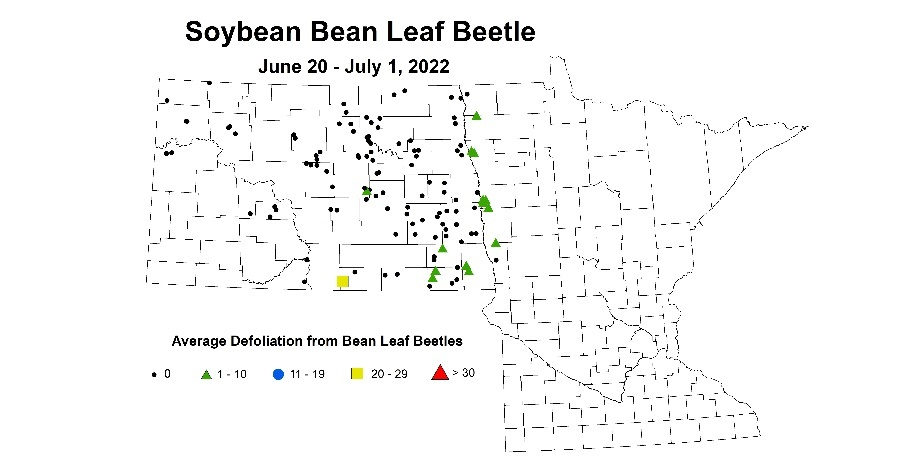 Soybean Bean Leaf Beetle
June 20 - July 1, 2022
Average Defoliation from Bean Leaf Beetles
0 1 - 10 11 - 19 20 - 29 > 30